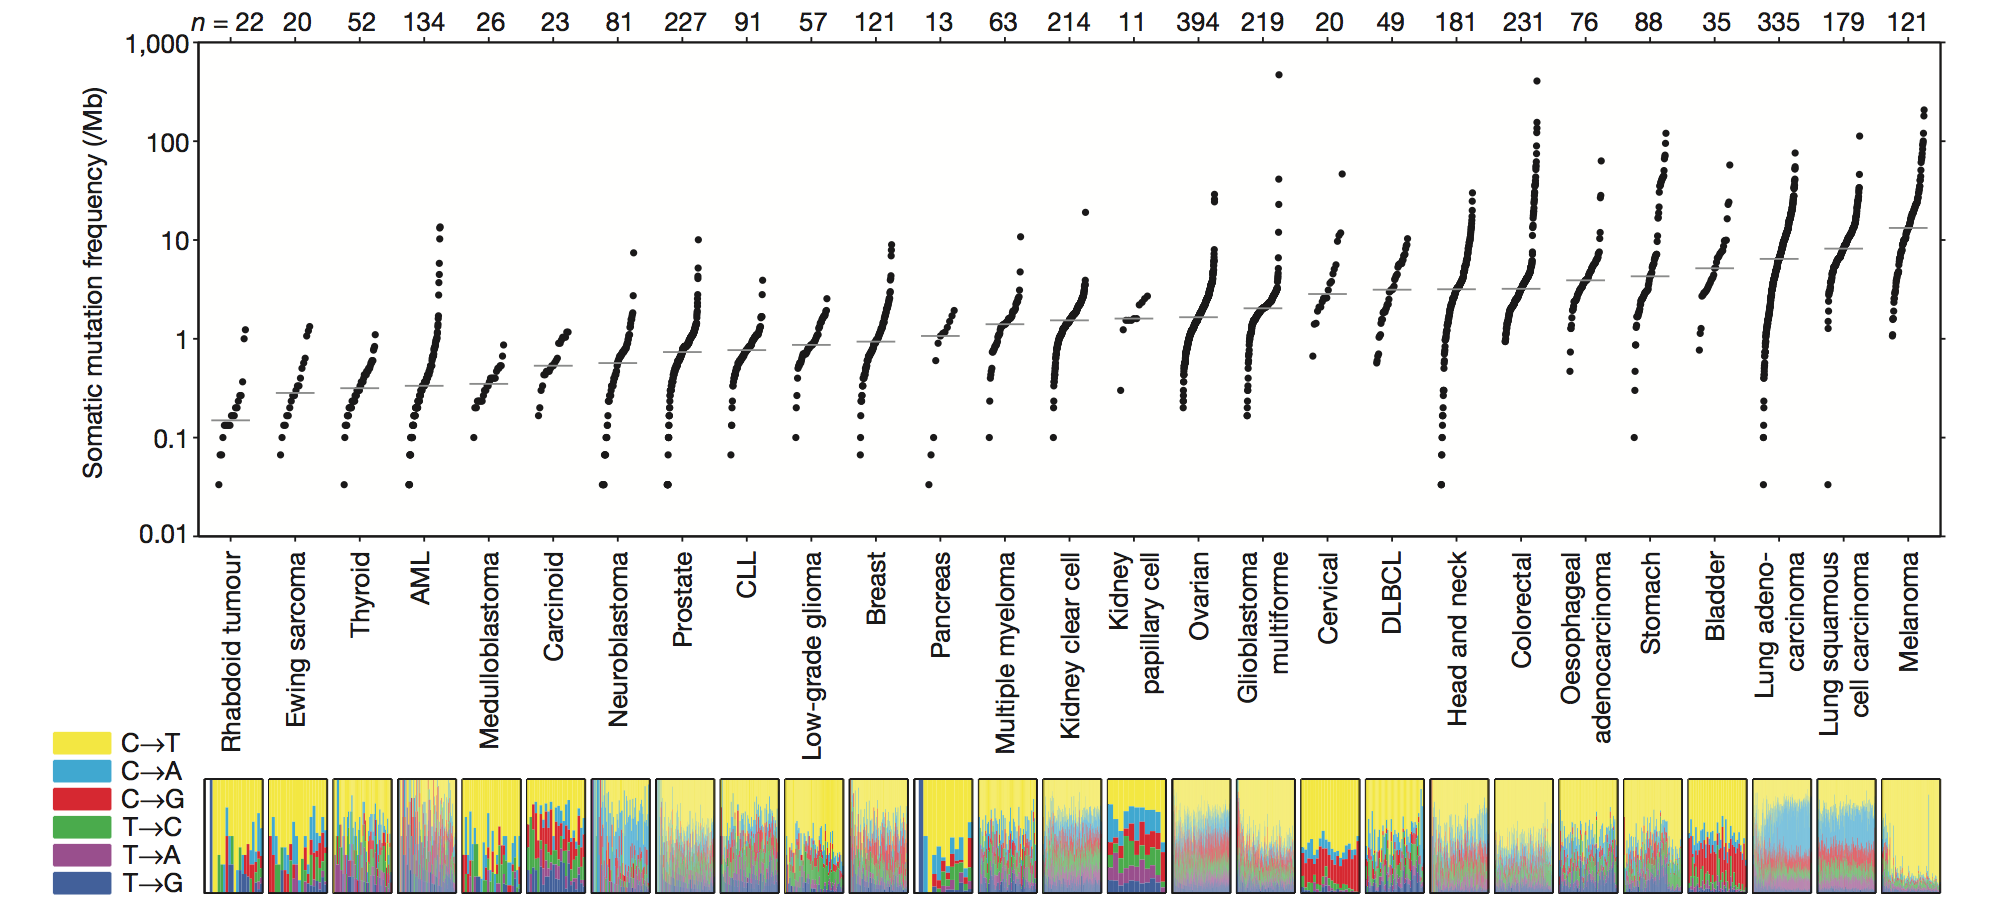 n = 22 20 52 134 26 23 81 227 91 57 121 13 63 214 11 394 219 20 49 181 231 76 88 35 335 179 121
1,000
100
10
1
0.1
0.01
Somatic mutation frequency (/Mb)
Rhabdoid tumour
Ewing sarcoma
Thyroid
AML
Medulloblastoma
Carcinoid
Neuroblastoma
Prostate
CLL
Low-grade glioma
Breast
Pancreas
Multiple myeloma
Kidney clear cell
Kidney
papillary cell
Ovarian
Glioblastoma
multiforme
Cervical
DLBCL
Head and neck
Colorectal
Oesophageal
adenocarcinoma
Stomach
Bladder
Lung adeno-
carcinoma
Lung squamous
cell carcinoma
Melanoma
C→T
C→A
C→G
T→C
T→A
T→G